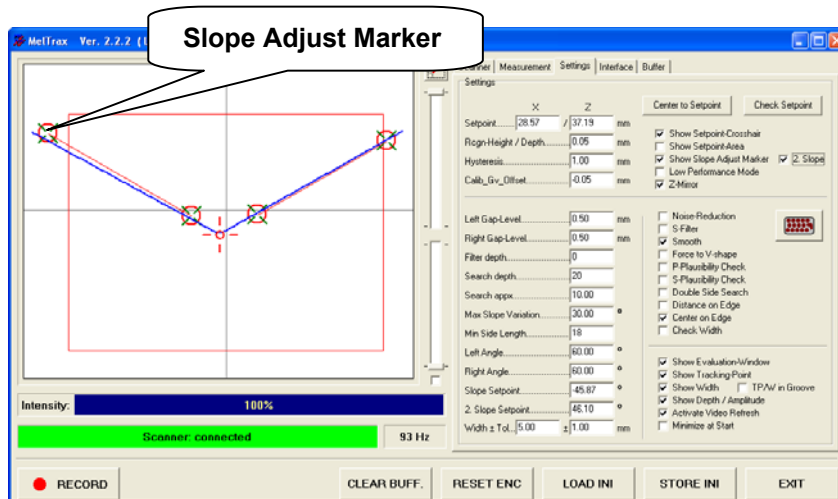 Slope Adjust Marker
MelTrax Ver. 2.2.2
Measurement Settings Interface Buffer
Settings
X Z
Setpoint 28.57 / 37.19 mm Center to Setpoint Check Setpoint
Rcgn-Height / Depth 0.05 mm
Hysteresis 1.00 mm
Calib_Gv_Offset -0.05 mm
Show Setpoint-Crosshair
Show Setpoint-Area
Show Slope Adjust Marker 2. Slope
Low Performance Mode
Z-Mirror
Left Gap-Level 0.50 mm
Right Gap-Level 0.50 mm
Filter depth 0
Search depth 20
Search appx. 10.00
Max Slope Variation 30.00 °
Min Side Length 18
Left Angle 60.00 °
Right Angle 60.00 °
Slope Setpoint -45.87 °
2. Slope Setpoint 46.10 °
Width ± Tol. 5.00 ± 1.00 mm
Noise-Reduction
S-Filter
Smooth
Force to V-shape
P-Plausibility Check
S-Plausibility Check
Double Side Search
Distance on Edge
Center on Edge
Check Width
Show Evaluation-Window
Show Tracking-Point
Show Width TP/W in Groove
Show Depth / Amplitude
Activate Video Refresh
Minimize at Start
Intensity: 100%
Scanner: connected 93 Hz
RECORD CLEAR BUFF. RESET ENC LOAD INI STORE INI EXIT